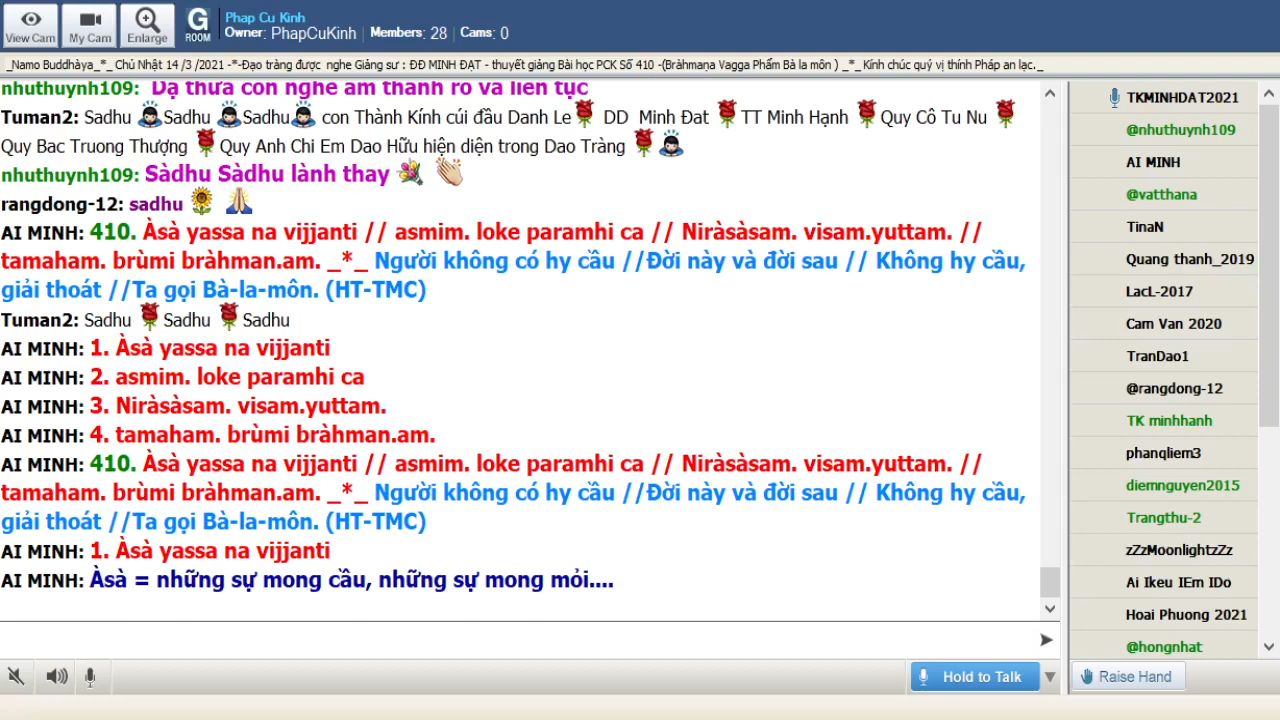 View Cam
My Cam
Enlarge
G
ROOM
Phap Cu Kinh
Owner: PhapCuKinh | Members: 28 | Cams: 0
_Namo Buddhàya_*_ Chủ Nhật 14 /3 /2021 -*-Đạo tràng được nghe Giảng sư : ĐĐ MINH ĐẠT - thuyết giảng Bài học PCK Số 410 -(Bràhmaṇa Vagga Phẩm Bà la môn ) _*_Kính chúc quý vị thính Pháp an lạc._
nhuthuynh109: Dạ thưa con nghe âm thanh rõ và liên tục
Tuman2: Sadhu Sadhu Sadhu con Thành Kính cúi đầu Danh Le DD Minh Đat TT Minh Hạnh Quy Cô Tu Nu
Quy Bac Truong Thượng Quy Anh Chi Em Dao Hữu hiện diện trong Dao Tràng
nhuthuynh109: Sàdhu Sàdhu lành thay
rangdong-12: sadhu
AI MINH: 410. Àsà yassa na vijjanti // asmim. loke paramhi ca // Niràsàsam. visam.yuttam. //
tamaham. brùmi bràhman.am. _*_ Người không có hy cầu //Đời này và đời sau // Không hy cầu,
giải thoát //Ta gọi Bà-la-môn. (HT-TMC)
Tuman2: Sadhu Sadhu Sadhu
AI MINH: 1. Àsà yassa na vijjanti
AI MINH: 2. asmim. loke paramhi ca
AI MINH: 3. Niràsàsam. visam.yuttam.
AI MINH: 4. tamaham. brùmi bràhman.am.
AI MINH: 410. Àsà yassa na vijjanti // asmim. loke paramhi ca // Niràsàsam. visam.yuttam. //
tamaham. brùmi bràhman.am. _*_ Người không có hy cầu //Đời này và đời sau // Không hy cầu,
giải thoát //Ta gọi Bà-la-môn. (HT-TMC)
AI MINH: 1. Àsà yassa na vijjanti
AI MINH: Àsà = những sự mong cầu, những sự mong mỏi....
TKMINHDAT2021
@nhuthuynh109
AI MINH
@vatthana
TinaN
Quang thanh_2019
LacL-2017
Cam Van 2020
TranDao1
@rangdong-12
TK minhhanh
phanqliem3
diemnguyen2015
Trangthu-2
zZzMoonlightzZz
Ai Ikeu IEm IDo
Hoai Phuong 2021
@hongnhat
Hold to Talk
Raise Hand